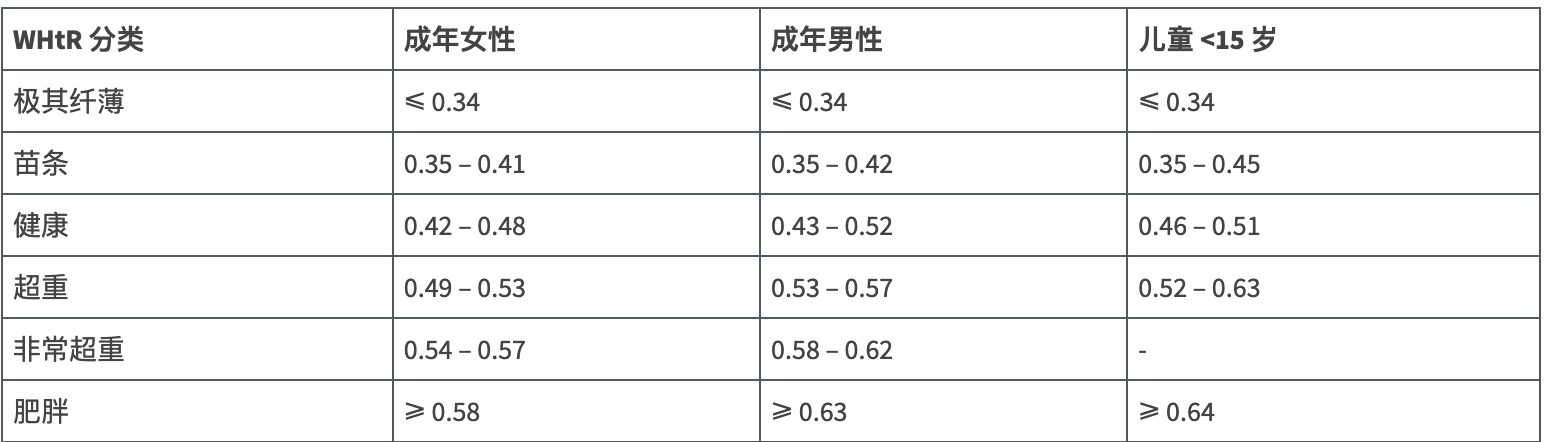 WHtR 分类 成年女性 成年男性 儿童 <15 岁
极其纤薄 ⩽ 0.34 ⩽ 0.34 ⩽ 0.34
苗条 0.35 – 0.41 0.35 – 0.42 0.35 – 0.45
健康 0.42 – 0.48 0.43 – 0.52 0.46 – 0.51
超重 0.49 – 0.53 0.53 – 0.57 0.52 – 0.63
非常超重 0.54 – 0.57 0.58 – 0.62 -
肥胖 ⩾ 0.58 ⩾ 0.63 ⩾ 0.64